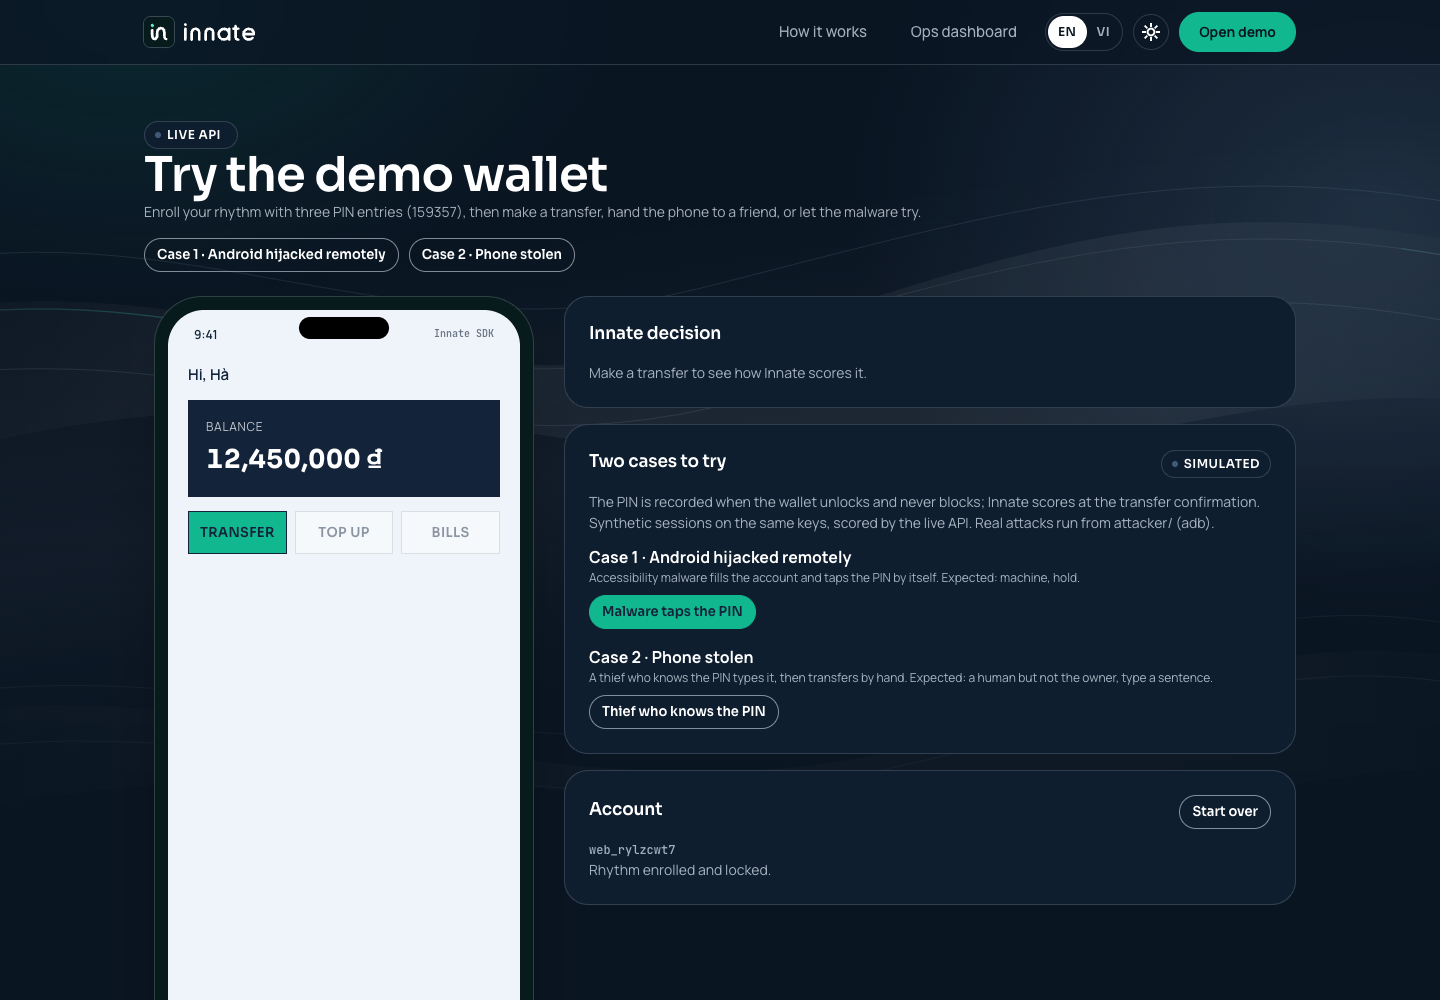 in innate
How it works
Ops dashboard
EN
VI
Open demo
LIVE API
Try the demo wallet
Enroll your rhythm with three PIN entries (159357), then make a transfer, hand the phone to a friend, or let the malware try.
Case 1 · Android hijacked remotely
Case 2 · Phone stolen
9:41
Innate SDK
Hi, Hà
BALANCE
12,450,000 ₫
TRANSFER
TOP UP
BILLS
Innate decision
Make a transfer to see how Innate scores it.
Two cases to try
SIMULATED
The PIN is recorded when the wallet unlocks and never blocks; Innate scores at the transfer confirmation.
Synthetic sessions on the same keys, scored by the live API. Real attacks run from attacker/ (adb).
Case 1 · Android hijacked remotely
Accessibility malware fills the account and taps the PIN by itself. Expected: machine, hold.
Malware taps the PIN
Case 2 · Phone stolen
A thief who knows the PIN types it, then transfers by hand. Expected: a human but not the owner, type a sentence.
Thief who knows the PIN
Account
Start over
web_rylzcwt7
Rhythm enrolled and locked.